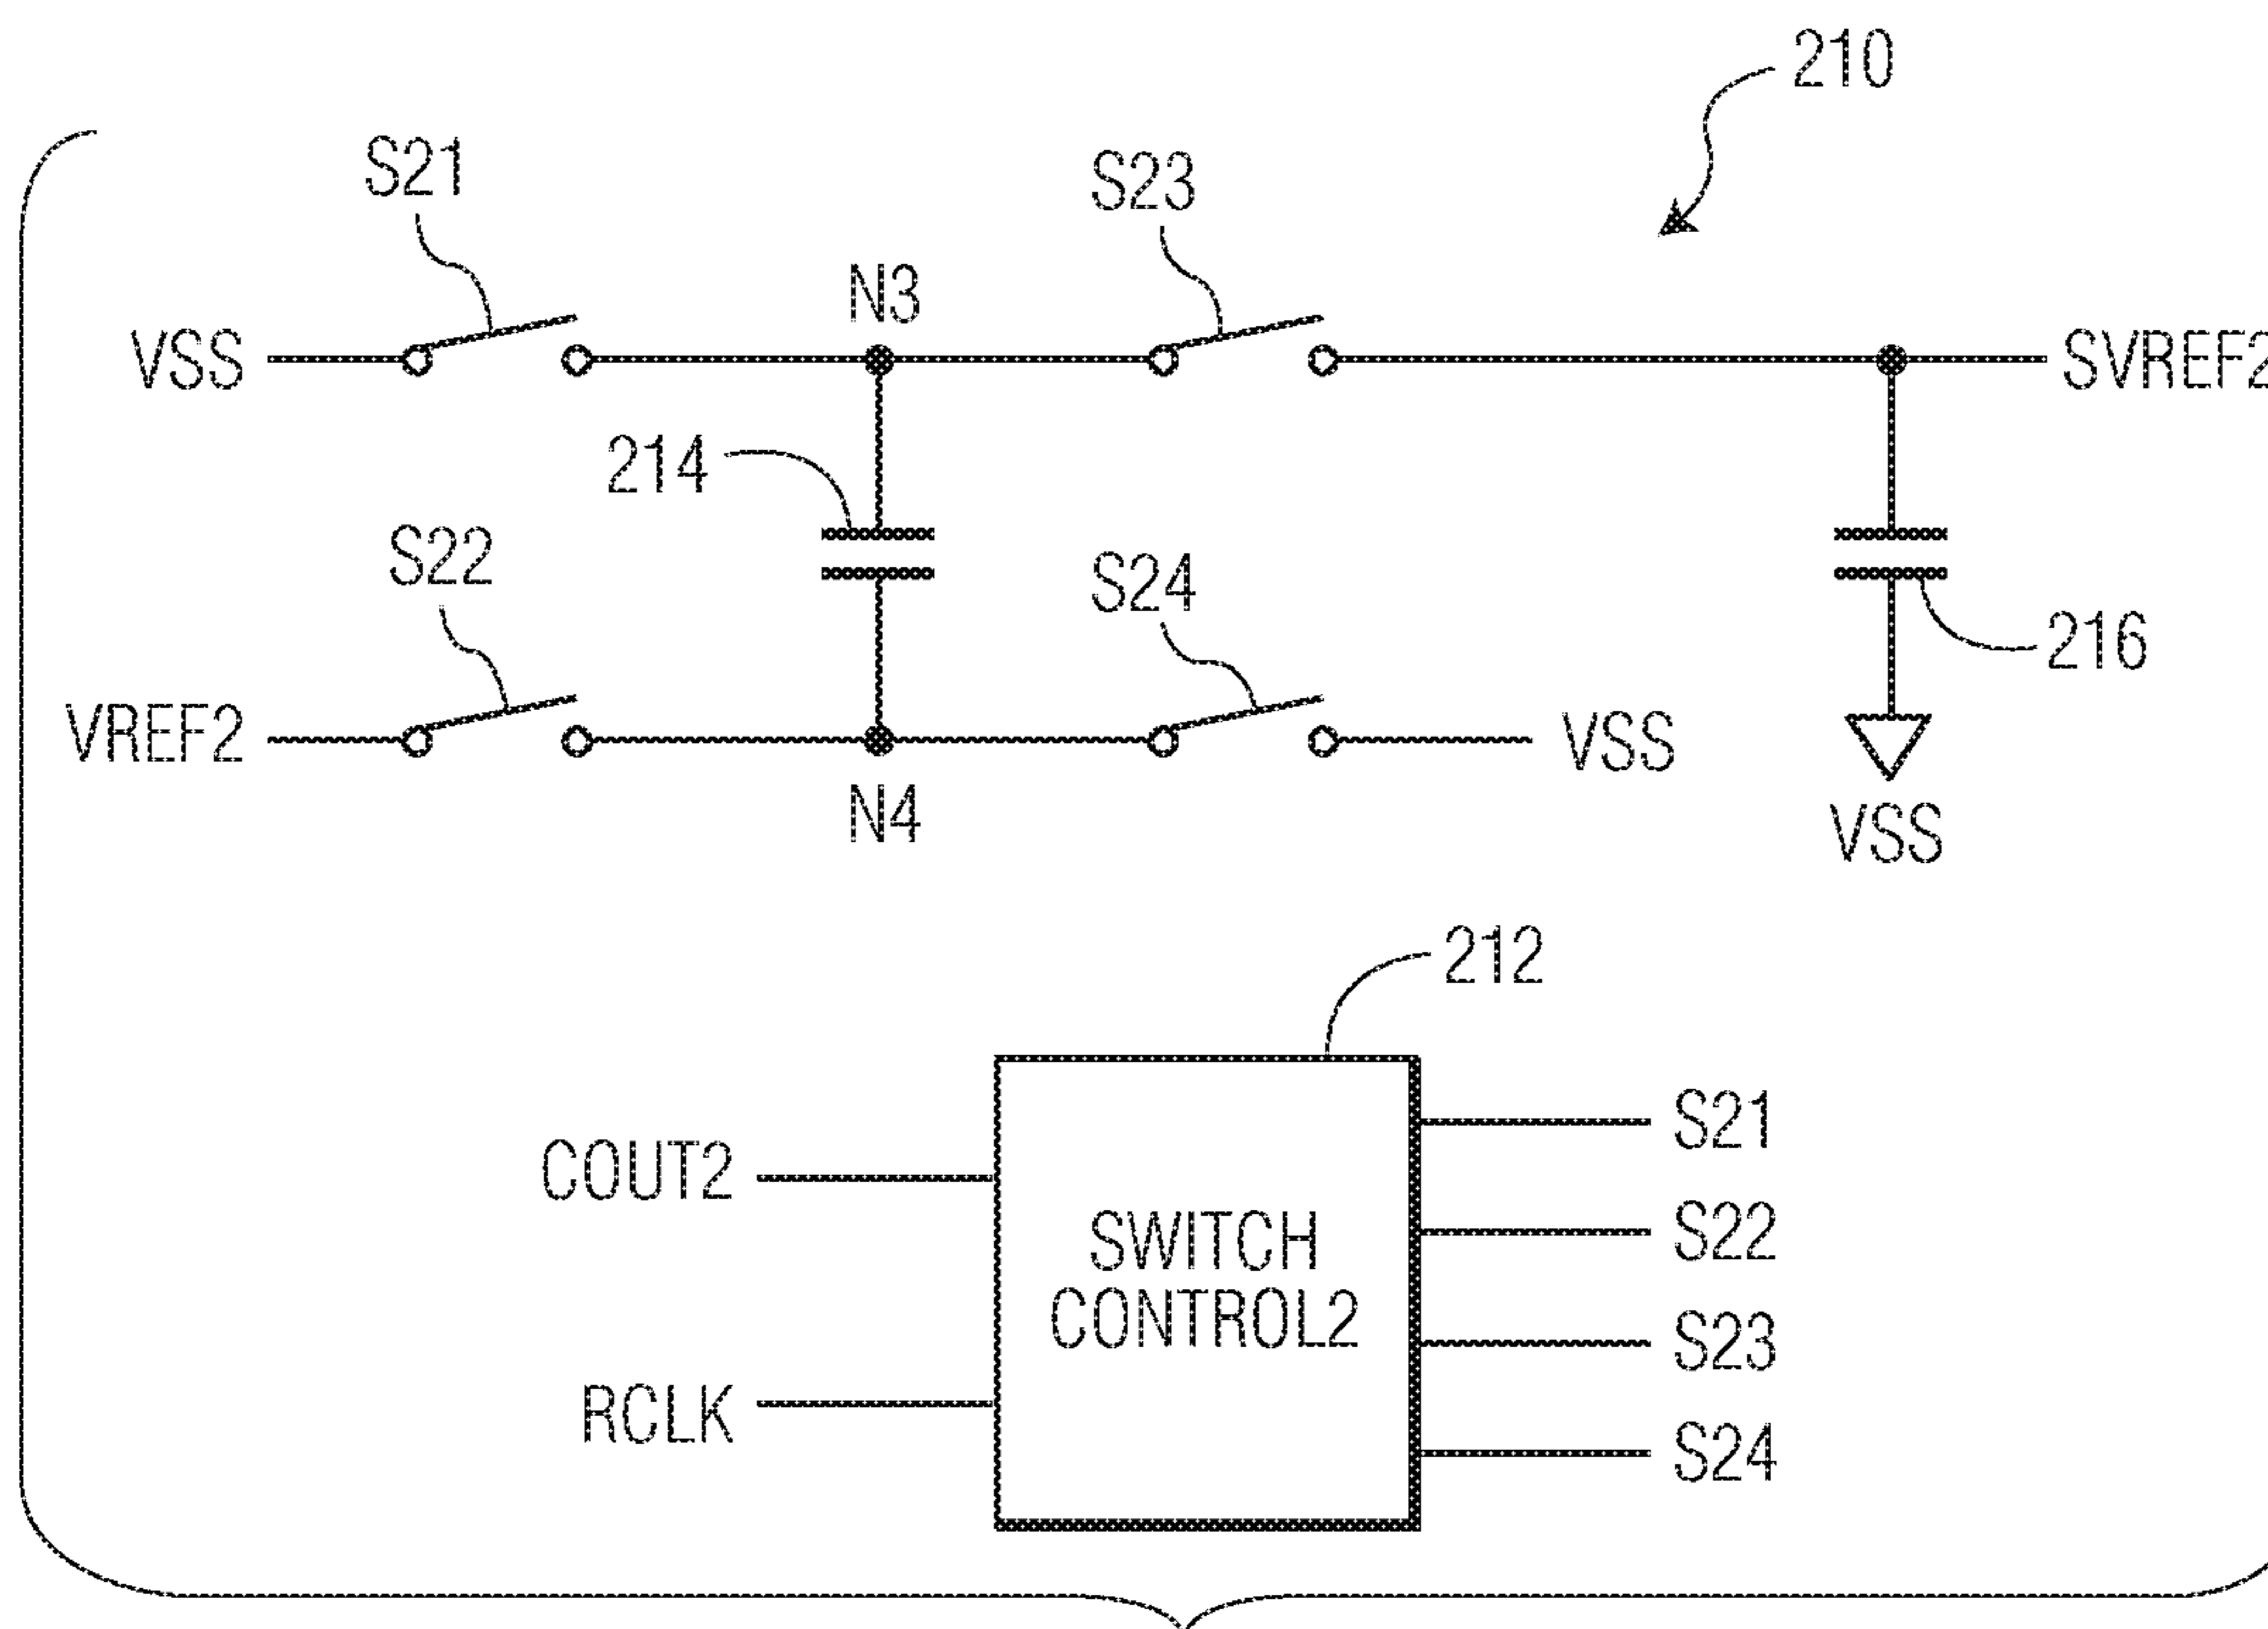 210
S21
S23
N3
VSS
SVREF2
214
S22
S24
216
VREF2
VSS
N4
VSS
212
COUT2
RCLK
SWITCH
CONTROL2
S21
S22
S23
S24